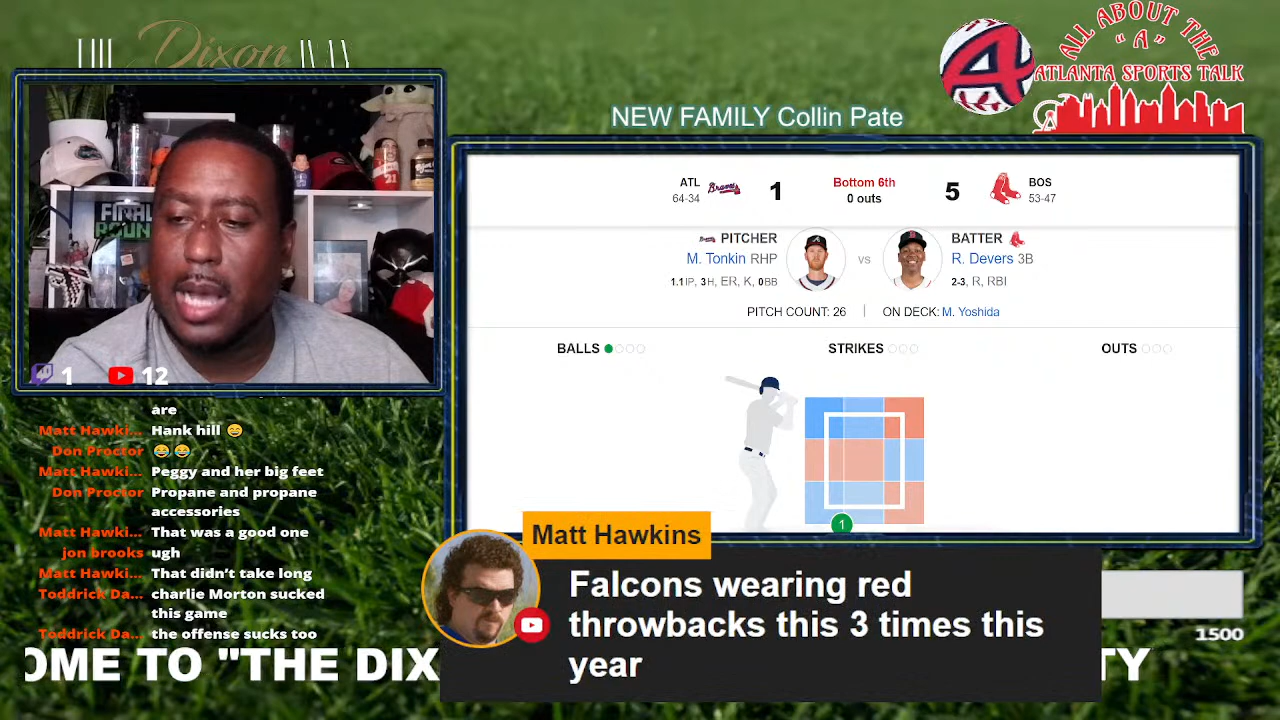 Dixon
ALL ABOUT THE
"A"
ATLANTA SPORTS TALK
NEW FAMILY Collin Pate
ATL
64-34
Braves
1
Bottom 6th
0 outs
5
BOS
53-47
PITCHER
M. Tonkin RHP
1.1IP, 3H, ER, K, 0BB
vs
BATTER
R. Devers 3B
2-3, R, RBI
PITCH COUNT: 26
ON DECK: M. Yoshida
BALLS
STRIKES
OUTS
1
FINAL
ROUN
21
1
12
are
Matt Hawki... Hank hill 😄
Don Proctor 😂😂
Matt Hawki... Peggy and her big feet
Don Proctor Propane and propane
accessories
Matt Hawki... That was a good one
jon brooks ugh
Matt Hawki... That didn't take long
Toddrick Da... charlie Morton sucked
this game
Toddrick Da... the offense sucks too
Matt Hawkins
Falcons wearing red
throwbacks this 3 times this
year
1500
OME TO "THE DIX
TY